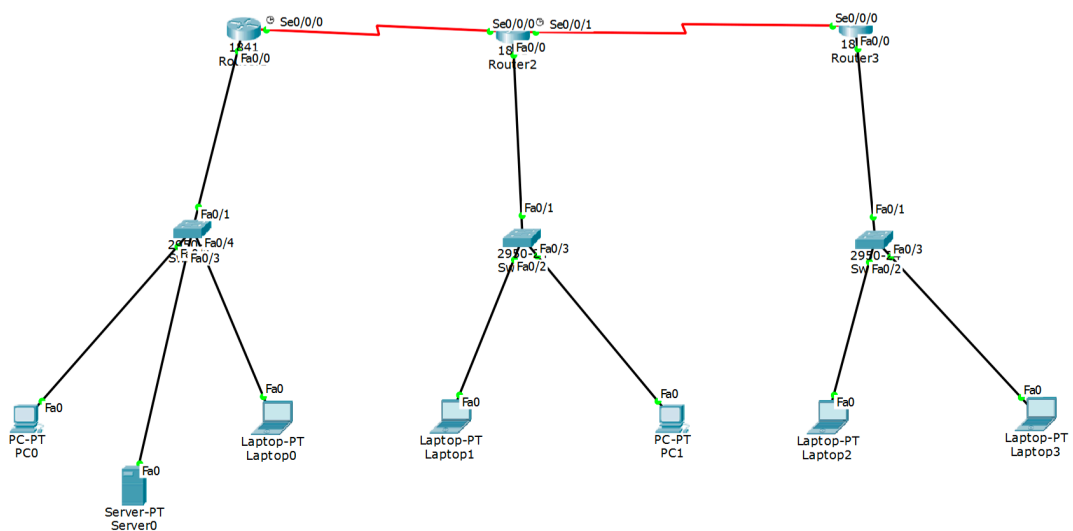 Se0/0/0
1841
Fa0/0
Se0/0/0
Se0/0/1
Fa0/0
Router2
Se0/0/0
Fa0/0
Router3
Fa0/1
Fa0/4
Fa0/3
Fa0/1
Fa0/3
Fa0/2
Fa0/1
Fa0/3
Fa0/2
Fa0
PC-PT
PC0
Fa0
Server-PT
Server0
Fa0
Laptop-PT
Laptop0
Fa0
Laptop-PT
Laptop1
Fa0
PC-PT
PC1
Fa0
Laptop-PT
Laptop2
Fa0
Laptop-PT
Laptop3